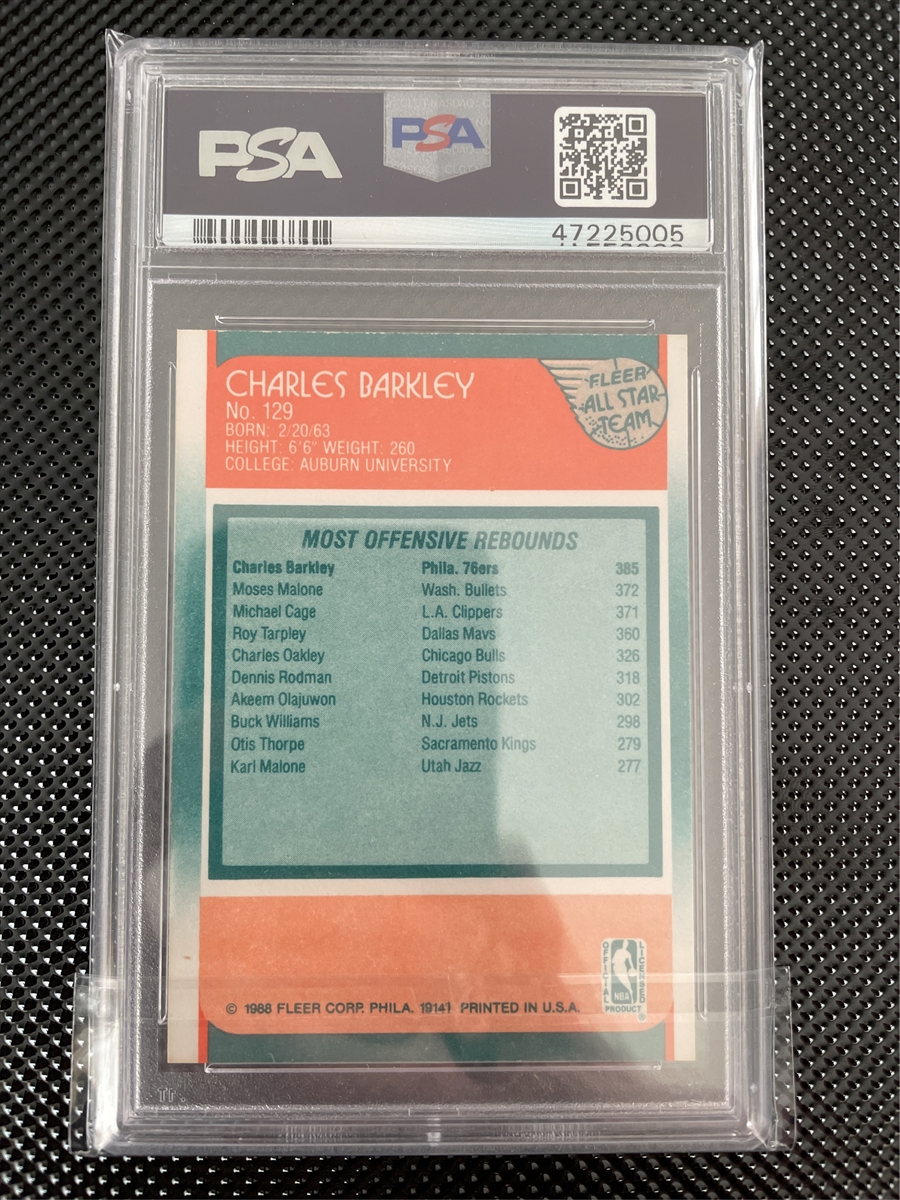 PSA
PSA
47225005
CHARLES BARKLEY
No. 129
BORN: 2/20/63
HEIGHT: 6'6" WEIGHT: 260
COLLEGE: AUBURN UNIVERSITY
FLEER
ALL STAR
TEAM
MOST OFFENSIVE REBOUNDS
Charles Barkley Phila. 76ers 385
Moses Malone Wash. Bullets 372
Michael Cage L.A. Clippers 371
Roy Tarpley Dallas Mavs 360
Charles Oakley Chicago Bulls 326
Dennis Rodman Detroit Pistons 318
Akeem Olajuwon Houston Rockets 302
Buck Williams N.J. Jets 298
Otis Thorpe Sacramento Kings 279
Karl Malone Utah Jazz 277
OFFICIAL LICENSED
NBA
PRODUCT
© 1988 FLEER CORP. PHILA. 19141 PRINTED IN U.S.A.